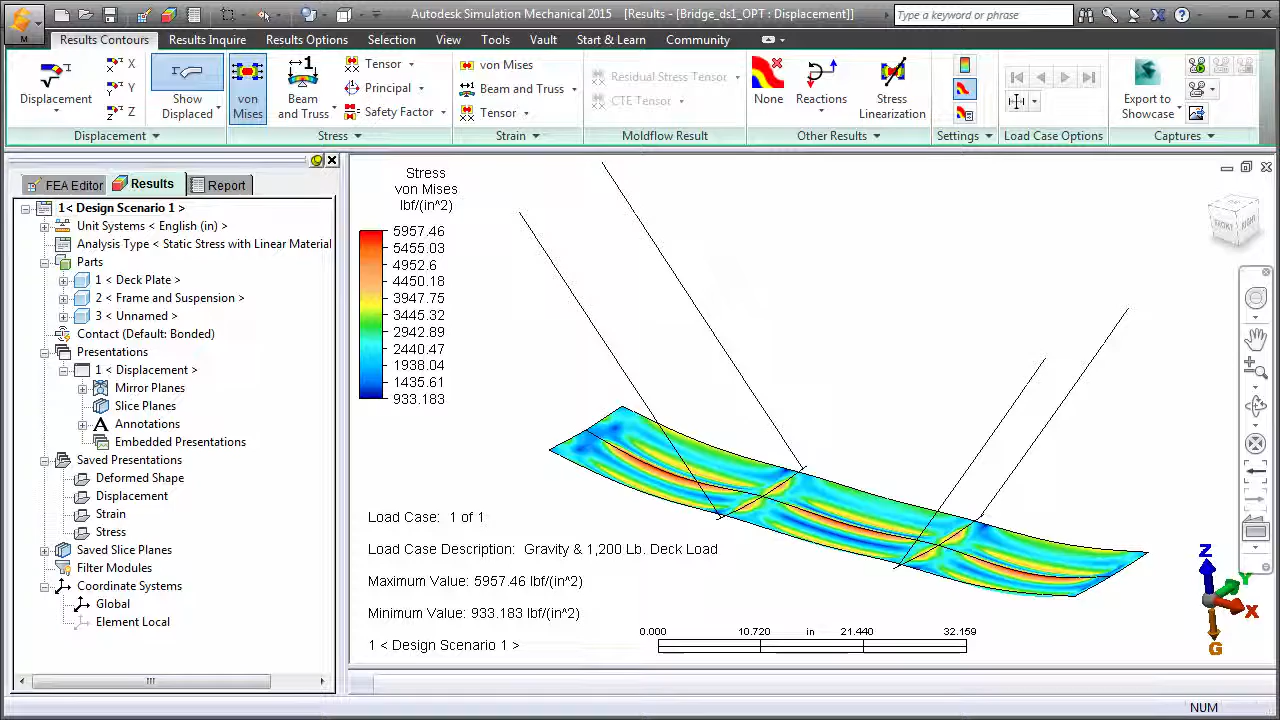 Autodesk Simulation Mechanical 2015 [Results - [Bridge_ds1_OPT : Displacement]]
Type a keyword or phrase
M
Results Contours
Results Inquire
Results Options
Selection
View
Tools
Vault
Start & Learn
Community
Displacement
X
Y
Z
Show
Displaced
von
Mises
Beam
and Truss
Tensor
Principal
Safety Factor
von Mises
Beam and Truss
Tensor
Residual Stress Tensor
CTE Tensor
None
Reactions
Stress
Linearization
Export to
Showcase
Displacement
Stress
Strain
Moldflow Result
Other Results
Settings
Load Case Options
Captures
FEA Editor
Results
Report
1< Design Scenario 1 >
Unit Systems < English (in) >
Analysis Type < Static Stress with Linear Material
Parts
1 < Deck Plate >
2 < Frame and Suspension >
3 < Unnamed >
Contact (Default: Bonded)
Presentations
1 < Displacement >
Mirror Planes
Slice Planes
Annotations
Embedded Presentations
Saved Presentations
Deformed Shape
Displacement
Strain
Stress
Saved Slice Planes
Filter Modules
Coordinate Systems
Global
Element Local
Stress
von Mises
lbf/(in^2)
5957.46
5455.03
4952.6
4450.18
3947.75
3445.32
2942.89
2440.47
1938.04
1435.61
933.183
FRONT
RIGHT
Load Case: 1 of 1
Load Case Description: Gravity & 1,200 Lb. Deck Load
Maximum Value: 5957.46 lbf/(in^2)
Minimum Value: 933.183 lbf/(in^2)
1 < Design Scenario 1 >
0.000 10.720 in 21.440 32.159
Z
Y
X
G
NUM